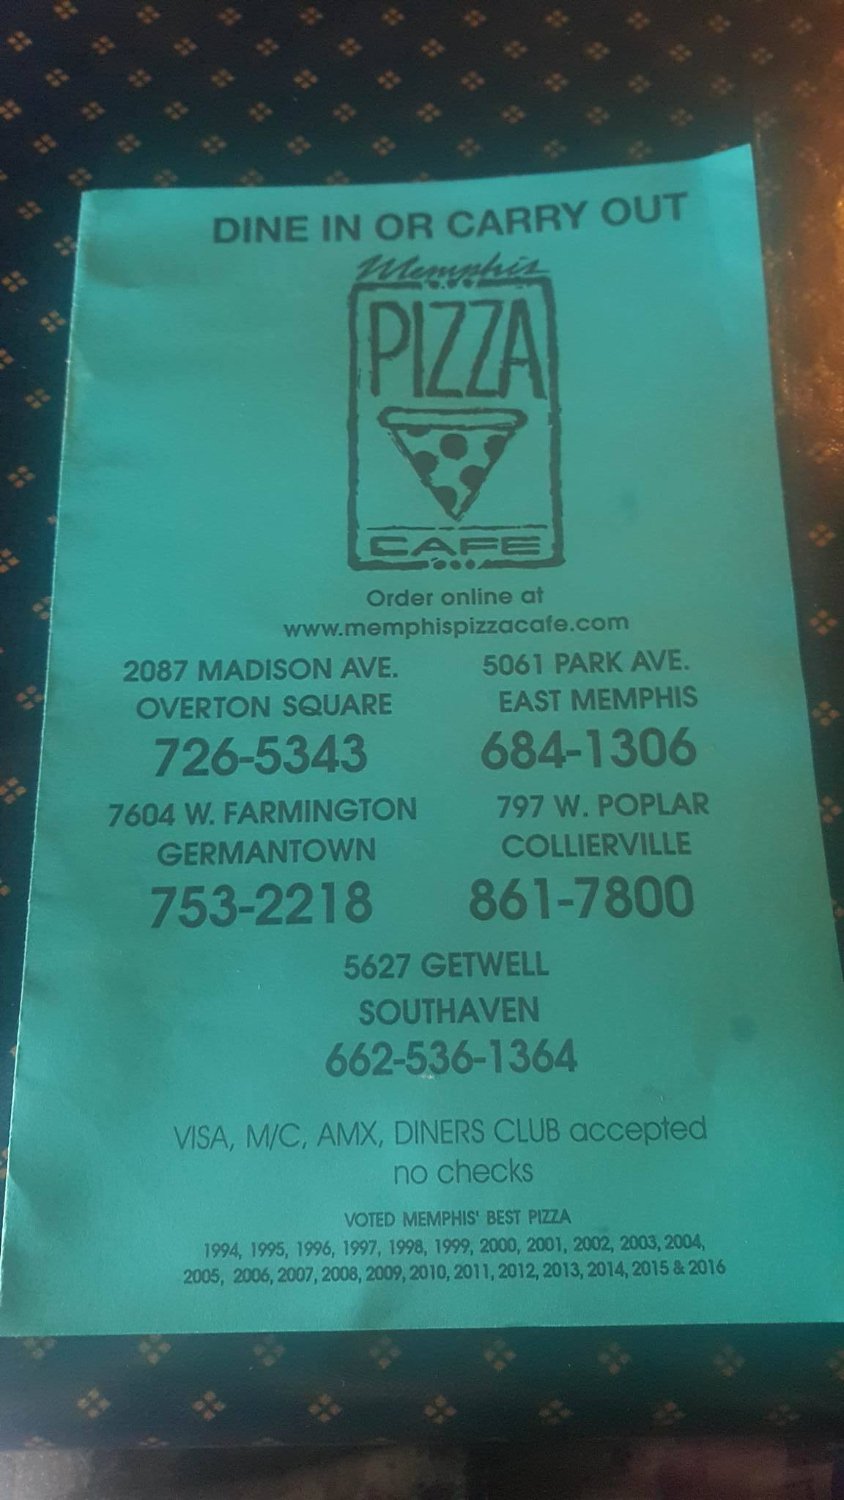 DINE IN OR CARRY OUT
Memphis
PIZZA
CAFE
Order online at
www.memphispizzacafe.com
2087 MADISON AVE.
OVERTON SQUARE
726-5343
5061 PARK AVE.
EAST MEMPHIS
684-1306
7604 W. FARMINGTON
GERMANTOWN
753-2218
797 W. POPLAR
COLLIERVILLE
861-7800
5627 GETWELL
SOUTHAVEN
662-536-1364
VISA, M/C, AMX, DINERS CLUB accepted
no checks
VOTED MEMPHIS' BEST PIZZA
1994, 1995, 1996, 1997, 1998, 1999, 2000, 2001, 2002, 2003, 2004,
2005, 2006, 2007, 2008, 2009, 2010, 2011, 2012, 2013, 2014, 2015 & 2016